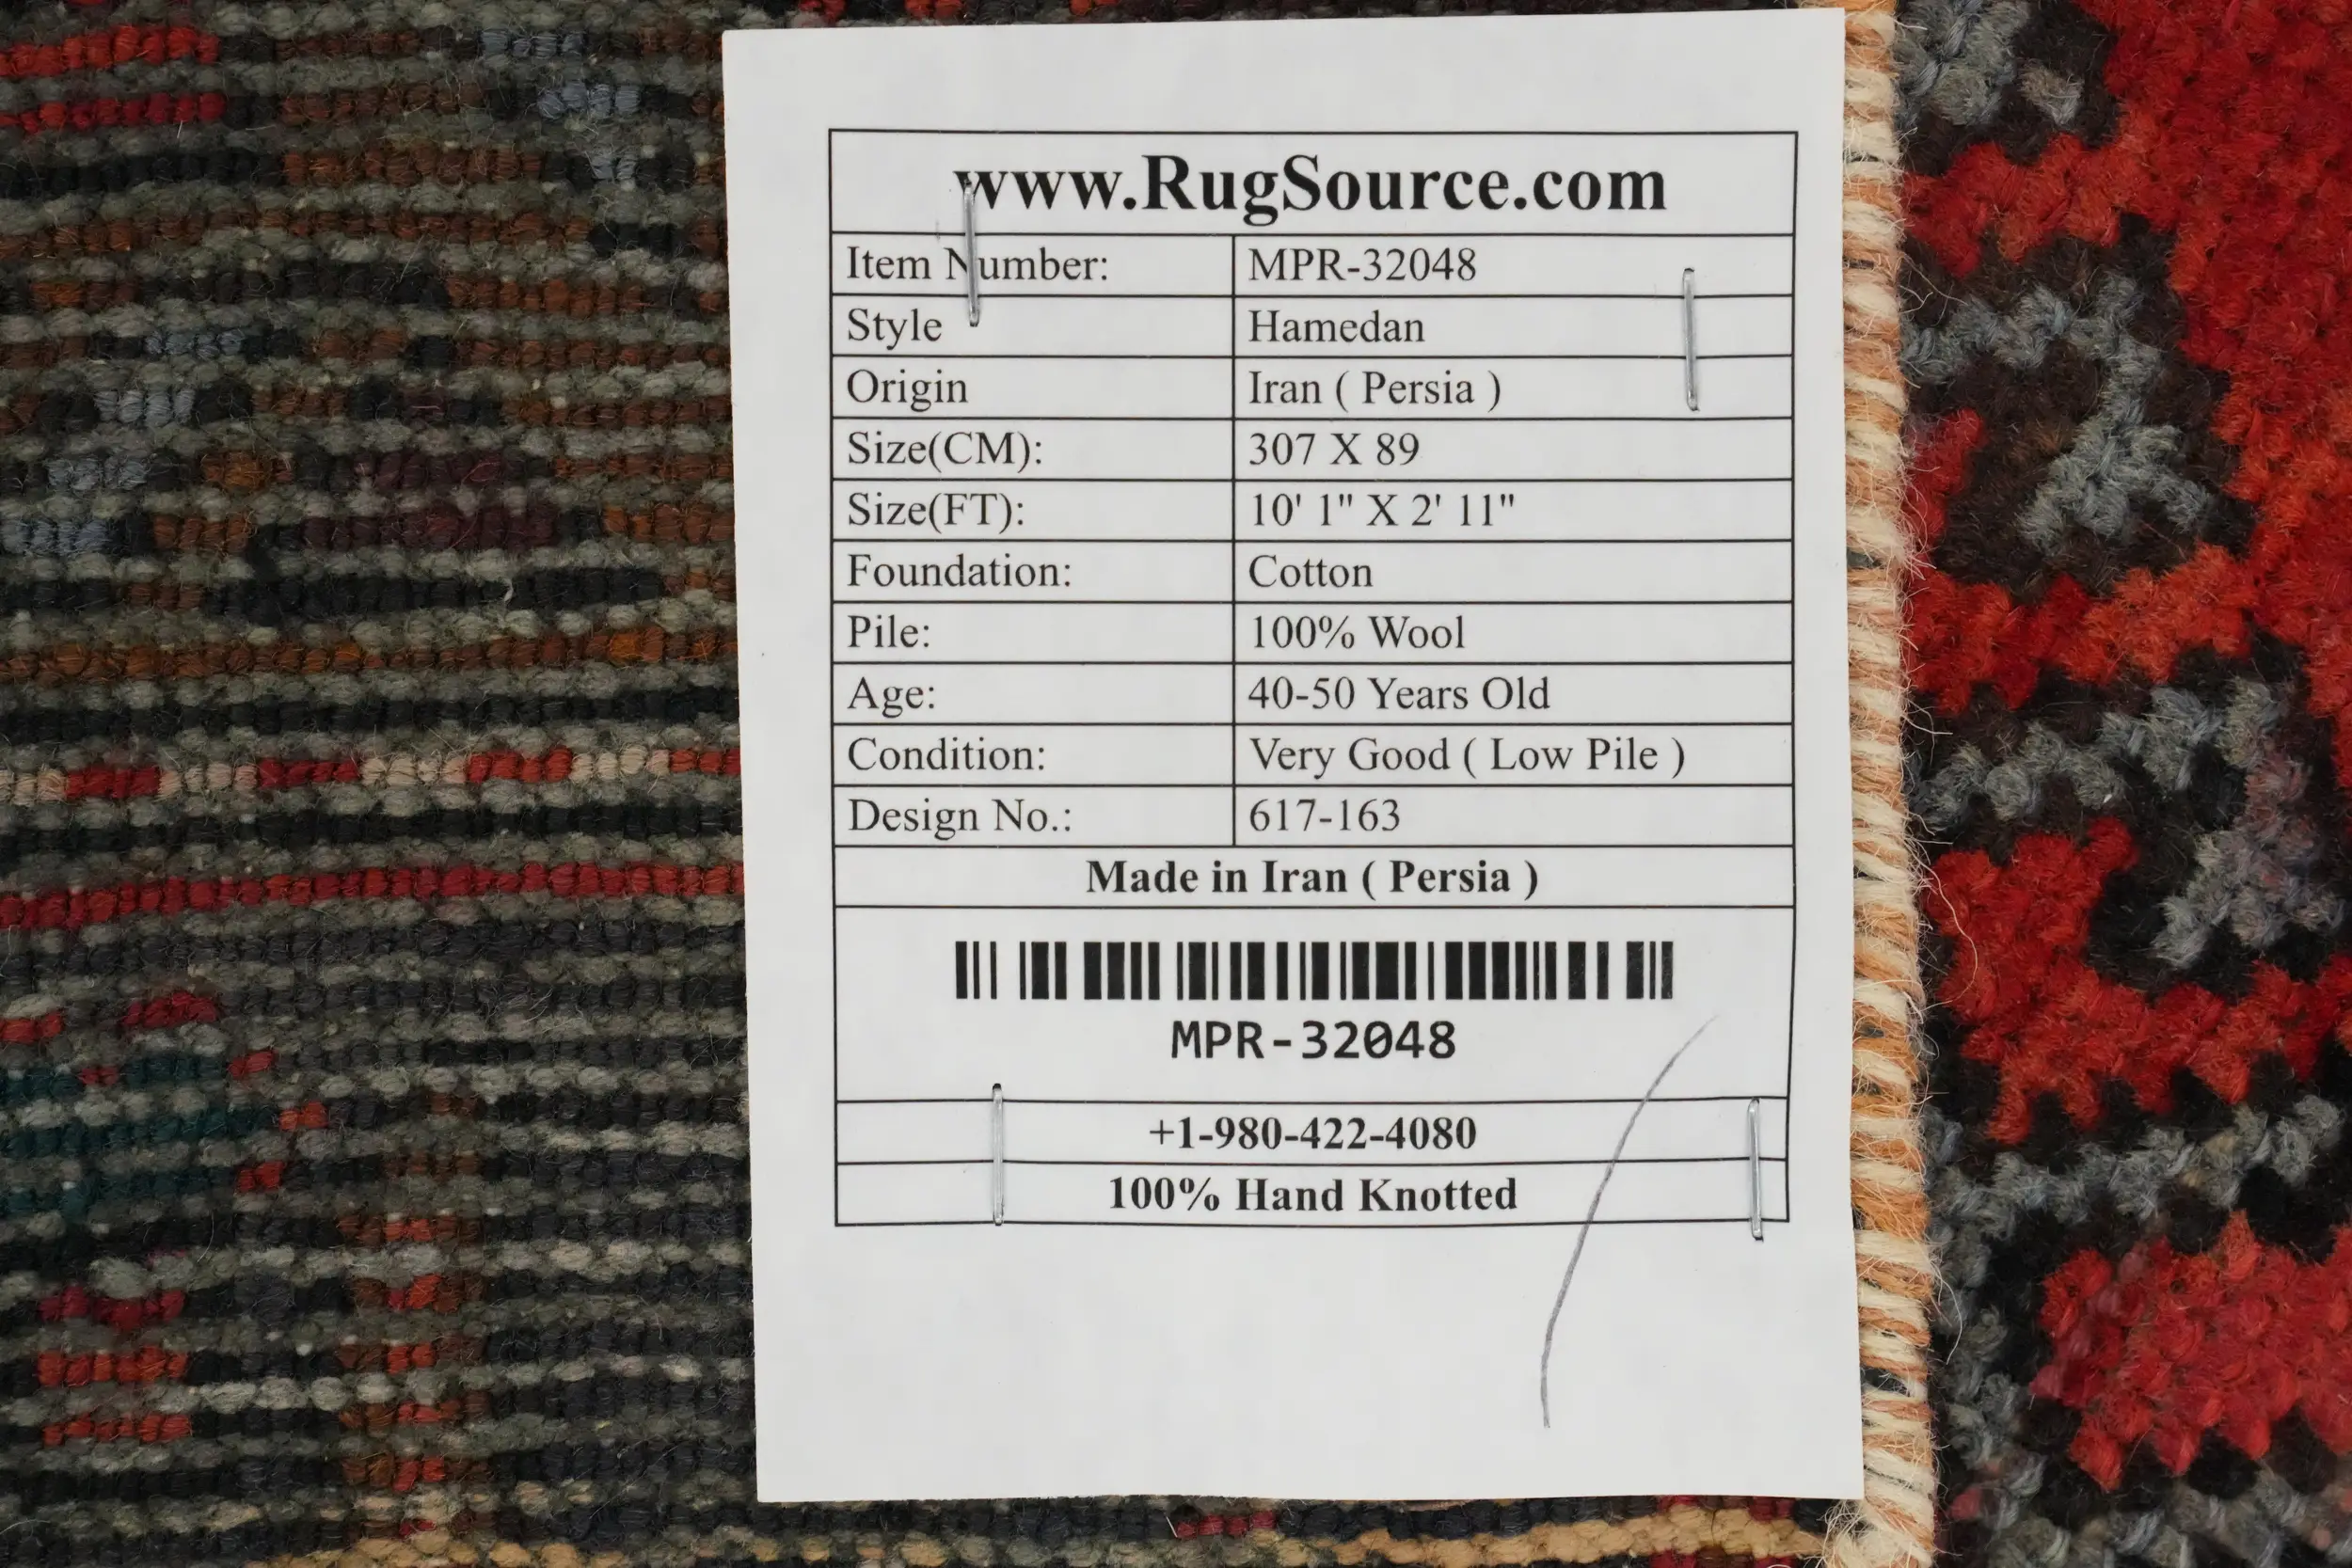 www.RugSource.com
Item Number: MPR-32048
Style Hamedan
Origin Iran ( Persia )
Size(CM): 307 X 89
Size(FT): 10' 1" X 2' 11"
Foundation: Cotton
Pile: 100% Wool
Age: 40-50 Years Old
Condition: Very Good ( Low Pile )
Design No.: 617-163
Made in Iran ( Persia )
MPR-32048
+1-980-422-4080
100% Hand Knotted